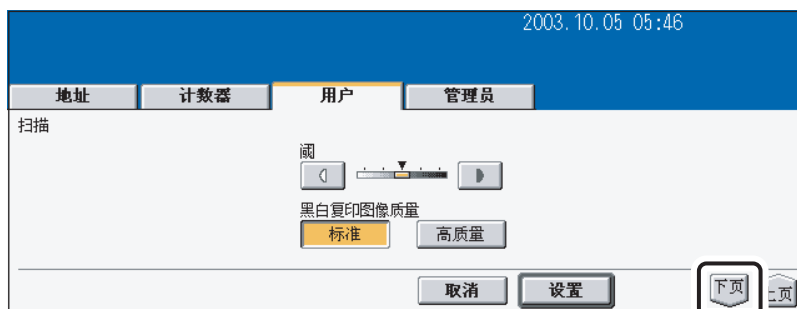 2003.10.05 05:46
地址 计数器 用户 管理员
扫描
阈
黑白复印图像质量
标准 高质量
取消 设置 下页 上页